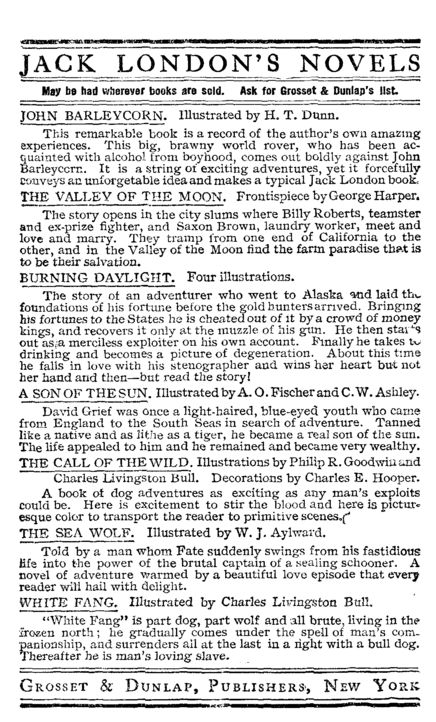 JACK LONDON'S NOVELS
May be had wherever books are sold. Ask for Grosset & Dunlap's list.
JOHN BARLEYCORN. Illustrated by H. T. Dunn.
This remarkable book is a record of the author's own amazing
experiences. This big, brawny world rover, who has been ac-
quainted with alcohol from boyhood, comes out boldly against John
Barleycorn. It is a string of exciting adventures, yet it forcefully
conveys an unforgetable idea and makes a typical Jack London book.
THE VALLEY OF THE MOON. Frontispiece by George Harper.
The story opens in the city slums where Billy Roberts, teamster
and ex-prize fighter, and Saxon Brown, laundry worker, meet and
love and marry. They tramp from one end of California to the
other, and in the Valley of the Moon find the farm paradise that is
to be their salvation.
BURNING DAYLIGHT. Four illustrations.
The story of an adventurer who went to Alaska and laid the
foundations of his fortune before the gold hunters arrived. Bringing
his fortunes to the States he is cheated out of it by a crowd of money
kings, and recovers it only at the muzzle of his gun. He then starts
out as a merciless exploiter on his own account. Finally he takes to
drinking and becomes a picture of degeneration. About this time
he falls in love with his stenographer and wins her heart but not
her hand and then—but read the story!
A SON OF THE SUN. Illustrated by A. O. Fischer and C. W. Ashley.
David Grief was once a light-haired, blue-eyed youth who came
from England to the South Seas in search of adventure. Tanned
like a native and as lithe as a tiger, he became a real son of the sun.
The life appealed to him and he remained and became very wealthy.
THE CALL OF THE WILD. Illustrations by Philip R. Goodwin and
Charles Livingston Bull. Decorations by Charles E. Hooper.
A book of dog adventures as exciting as any man's exploits
could be. Here is excitement to stir the blood and here is pictur-
esque color to transport the reader to primitive scenes.
THE SEA WOLF. Illustrated by W. J. Aylward.
Told by a man whom Fate suddenly swings from his fastidious
life into the power of the brutal captain of a sealing schooner. A
novel of adventure warmed by a beautiful love episode that every
reader will hail with delight.
WHITE FANG. Illustrated by Charles Livingston Bull.
"White Fang" is part dog, part wolf and all brute, living in the
frozen north; he gradually comes under the spell of man's com-
panionship, and surrenders all at the last in a fight with a bull dog.
Thereafter he is man's loving slave.
GROSSET & DUNLAP, PUBLISHERS, NEW YORK